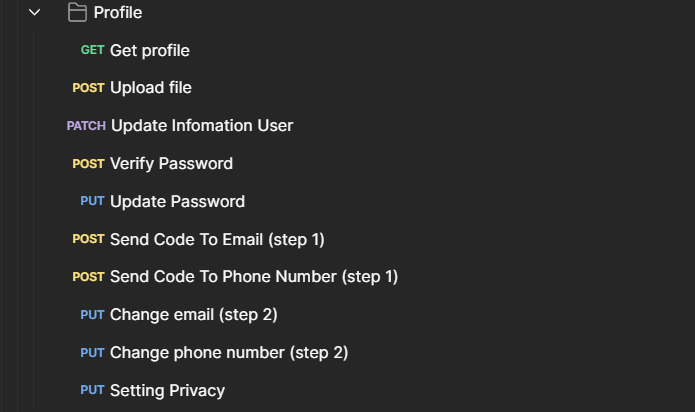 Profile
GET Get profile
POST Upload file
PATCH Update Infomation User
POST Verify Password
PUT Update Password
POST Send Code To Email (step 1)
POST Send Code To Phone Number (step 1)
PUT Change email (step 2)
PUT Change phone number (step 2)
PUT Setting Privacy